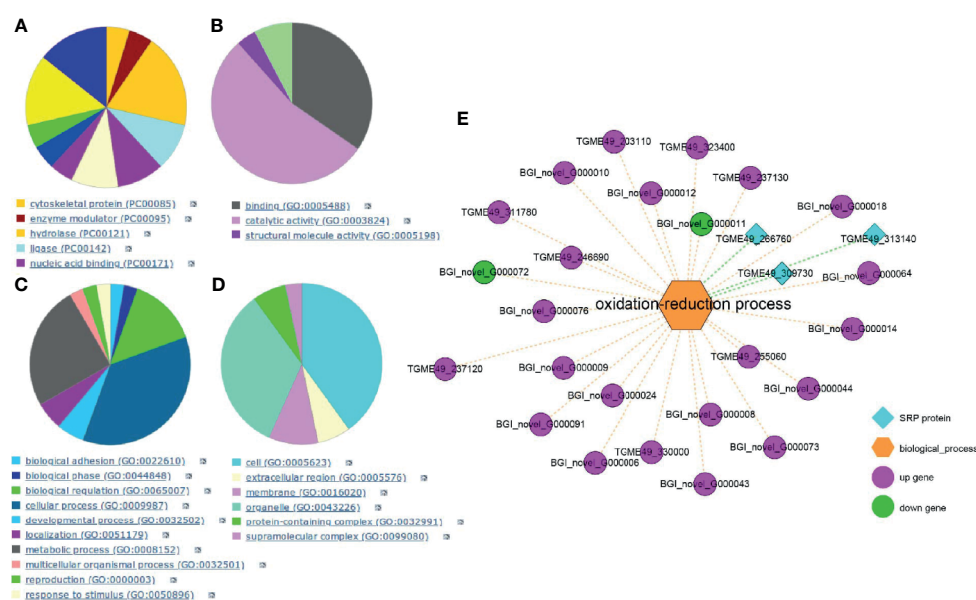 A
cytoskeletal protein (PC00085)
enzyme modulator (PC00095)
hydrolase (PC00121)
ligase (PC00142)
nucleic acid binding (PC00171)
B
binding (GO:0005488)
catalytic activity (GO:0003824)
structural molecule activity (GO:0005198)
C
biological adhesion (GO:0022610)
biological phase (GO:0044848)
biological regulation (GO:0065007)
cellular process (GO:0009987)
developmental process (GO:0032502)
localization (GO:0051179)
metabolic process (GO:0008152)
multicellular organismal process (GO:0032501)
reproduction (GO:0000003)
response to stimulus (GO:0050896)
D
cell (GO:0005623)
extracellular region (GO:0005576)
membrane (GO:0016020)
organelle (GO:0043226)
protein-containing complex (GO:0032991)
supramolecular complex (GO:0099080)
E
TGME49_203110
TGME49_323400
BGI_novel_G000010
TGME49_237130
BGI_novel_G000012
TGME49_311780
BGI_novel_G000018
BGI_novel_G000011
TGME49_266760
TGME49_313140
TGME49_246890
BGI_novel_G000072
TGME49_309730
BGI_novel_G000064
oxidation-reduction process
BGI_novel_G000076
BGI_novel_G000014
TGME49_255060
TGME49_237120
BGI_novel_G000009
BGI_novel_G000044
BGI_novel_G000024
BGI_novel_G000008
BGI_novel_G000091
BGI_novel_G000073
TGME49_330000
BGI_novel_G000006
BGI_novel_G000043
SRP protein
biological_process
up gene
down gene